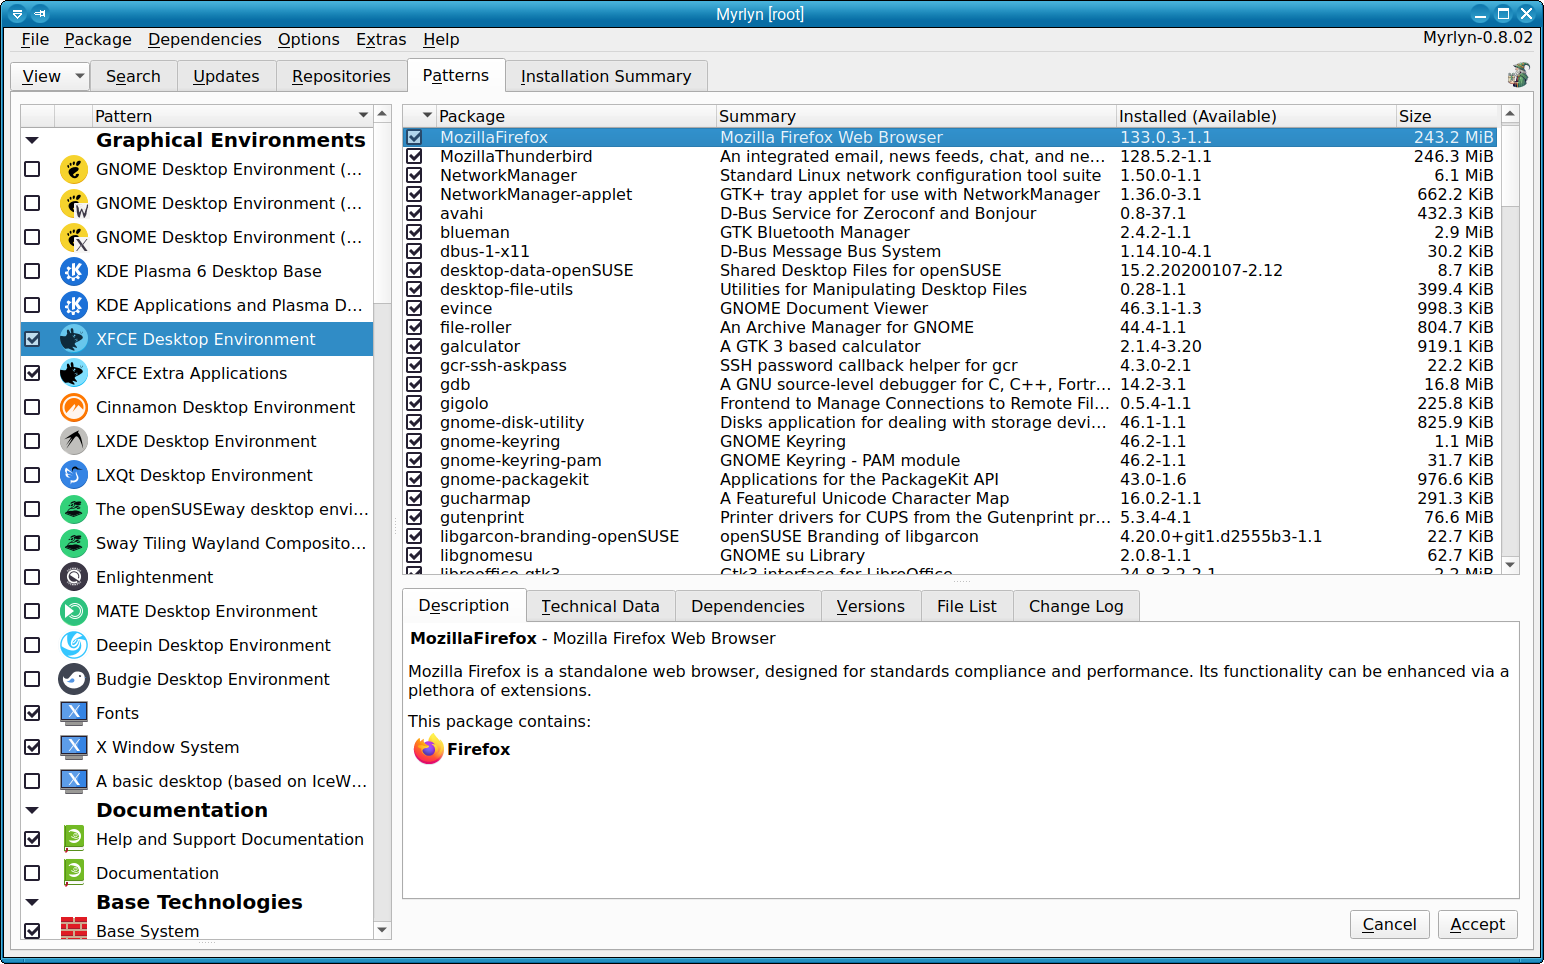 Myrlyn [root]
File Package Dependencies Options Extras Help
Myrlyn-0.8.02
View Search Updates Repositories Patterns Installation Summary
Pattern
Graphical Environments
GNOME Desktop Environment (...
GNOME Desktop Environment (...
GNOME Desktop Environment (...
KDE Plasma 6 Desktop Base
KDE Applications and Plasma D...
XFCE Desktop Environment
XFCE Extra Applications
Cinnamon Desktop Environment
LXDE Desktop Environment
LXQt Desktop Environment
The openSUSEway desktop envi...
Sway Tiling Wayland Composito...
Enlightenment
MATE Desktop Environment
Deepin Desktop Environment
Budgie Desktop Environment
Fonts
X Window System
A basic desktop (based on IceW...
Documentation
Help and Support Documentation
Documentation
Base Technologies
Base System
Package Summary Installed (Available) Size
MozillaFirefox Mozilla Firefox Web Browser 133.0.3-1.1 243.2 MiB
MozillaThunderbird An integrated email, news feeds, chat, and ne... 128.5.2-1.1 246.3 MiB
NetworkManager Standard Linux network configuration tool suite 1.50.0-1.1 6.1 MiB
NetworkManager-applet GTK+ tray applet for use with NetworkManager 1.36.0-3.1 662.2 KiB
avahi D-Bus Service for Zeroconf and Bonjour 0.8-37.1 432.3 KiB
blueman GTK Bluetooth Manager 2.4.2-1.1 2.9 MiB
dbus-1-x11 D-Bus Message Bus System 1.14.10-4.1 30.2 KiB
desktop-data-openSUSE Shared Desktop Files for openSUSE 15.2.20200107-2.12 8.7 KiB
desktop-file-utils Utilities for Manipulating Desktop Files 0.28-1.1 399.4 KiB
evince GNOME Document Viewer 46.3.1-1.3 998.3 KiB
file-roller An Archive Manager for GNOME 44.4-1.1 804.7 KiB
galculator A GTK 3 based calculator 2.1.4-3.20 919.1 KiB
gcr-ssh-askpass SSH password callback helper for gcr 4.3.0-2.1 22.2 KiB
gdb A GNU source-level debugger for C, C++, Fortr... 14.2-3.1 16.8 MiB
gigolo Frontend to Manage Connections to Remote Fil... 0.5.4-1.1 225.8 KiB
gnome-disk-utility Disks application for dealing with storage devi... 46.1-1.1 825.9 KiB
gnome-keyring GNOME Keyring 46.2-1.1 1.1 MiB
gnome-keyring-pam GNOME Keyring - PAM module 46.2-1.1 31.7 KiB
gnome-packagekit Applications for the PackageKit API 43.0-1.6 976.6 KiB
gucharmap A Featureful Unicode Character Map 16.0.2-1.1 291.3 KiB
gutenprint Printer drivers for CUPS from the Gutenprint pr... 5.3.4-4.1 76.6 MiB
libgarcon-branding-openSUSE openSUSE Branding of libgarcon 4.20.0+git1.d2555b3-1.1 22.7 KiB
libgnomesu GNOME su Library 2.0.8-1.1 62.7 KiB
libreoffice-gtk3 Gtk3 interface for LibreOffice 24.8.3.2-2.1 2.2 MiB
Description Technical Data Dependencies Versions File List Change Log
MozillaFirefox - Mozilla Firefox Web Browser
Mozilla Firefox is a standalone web browser, designed for standards compliance and performance. Its functionality can be enhanced via a
plethora of extensions.
This package contains:
Firefox
Cancel Accept